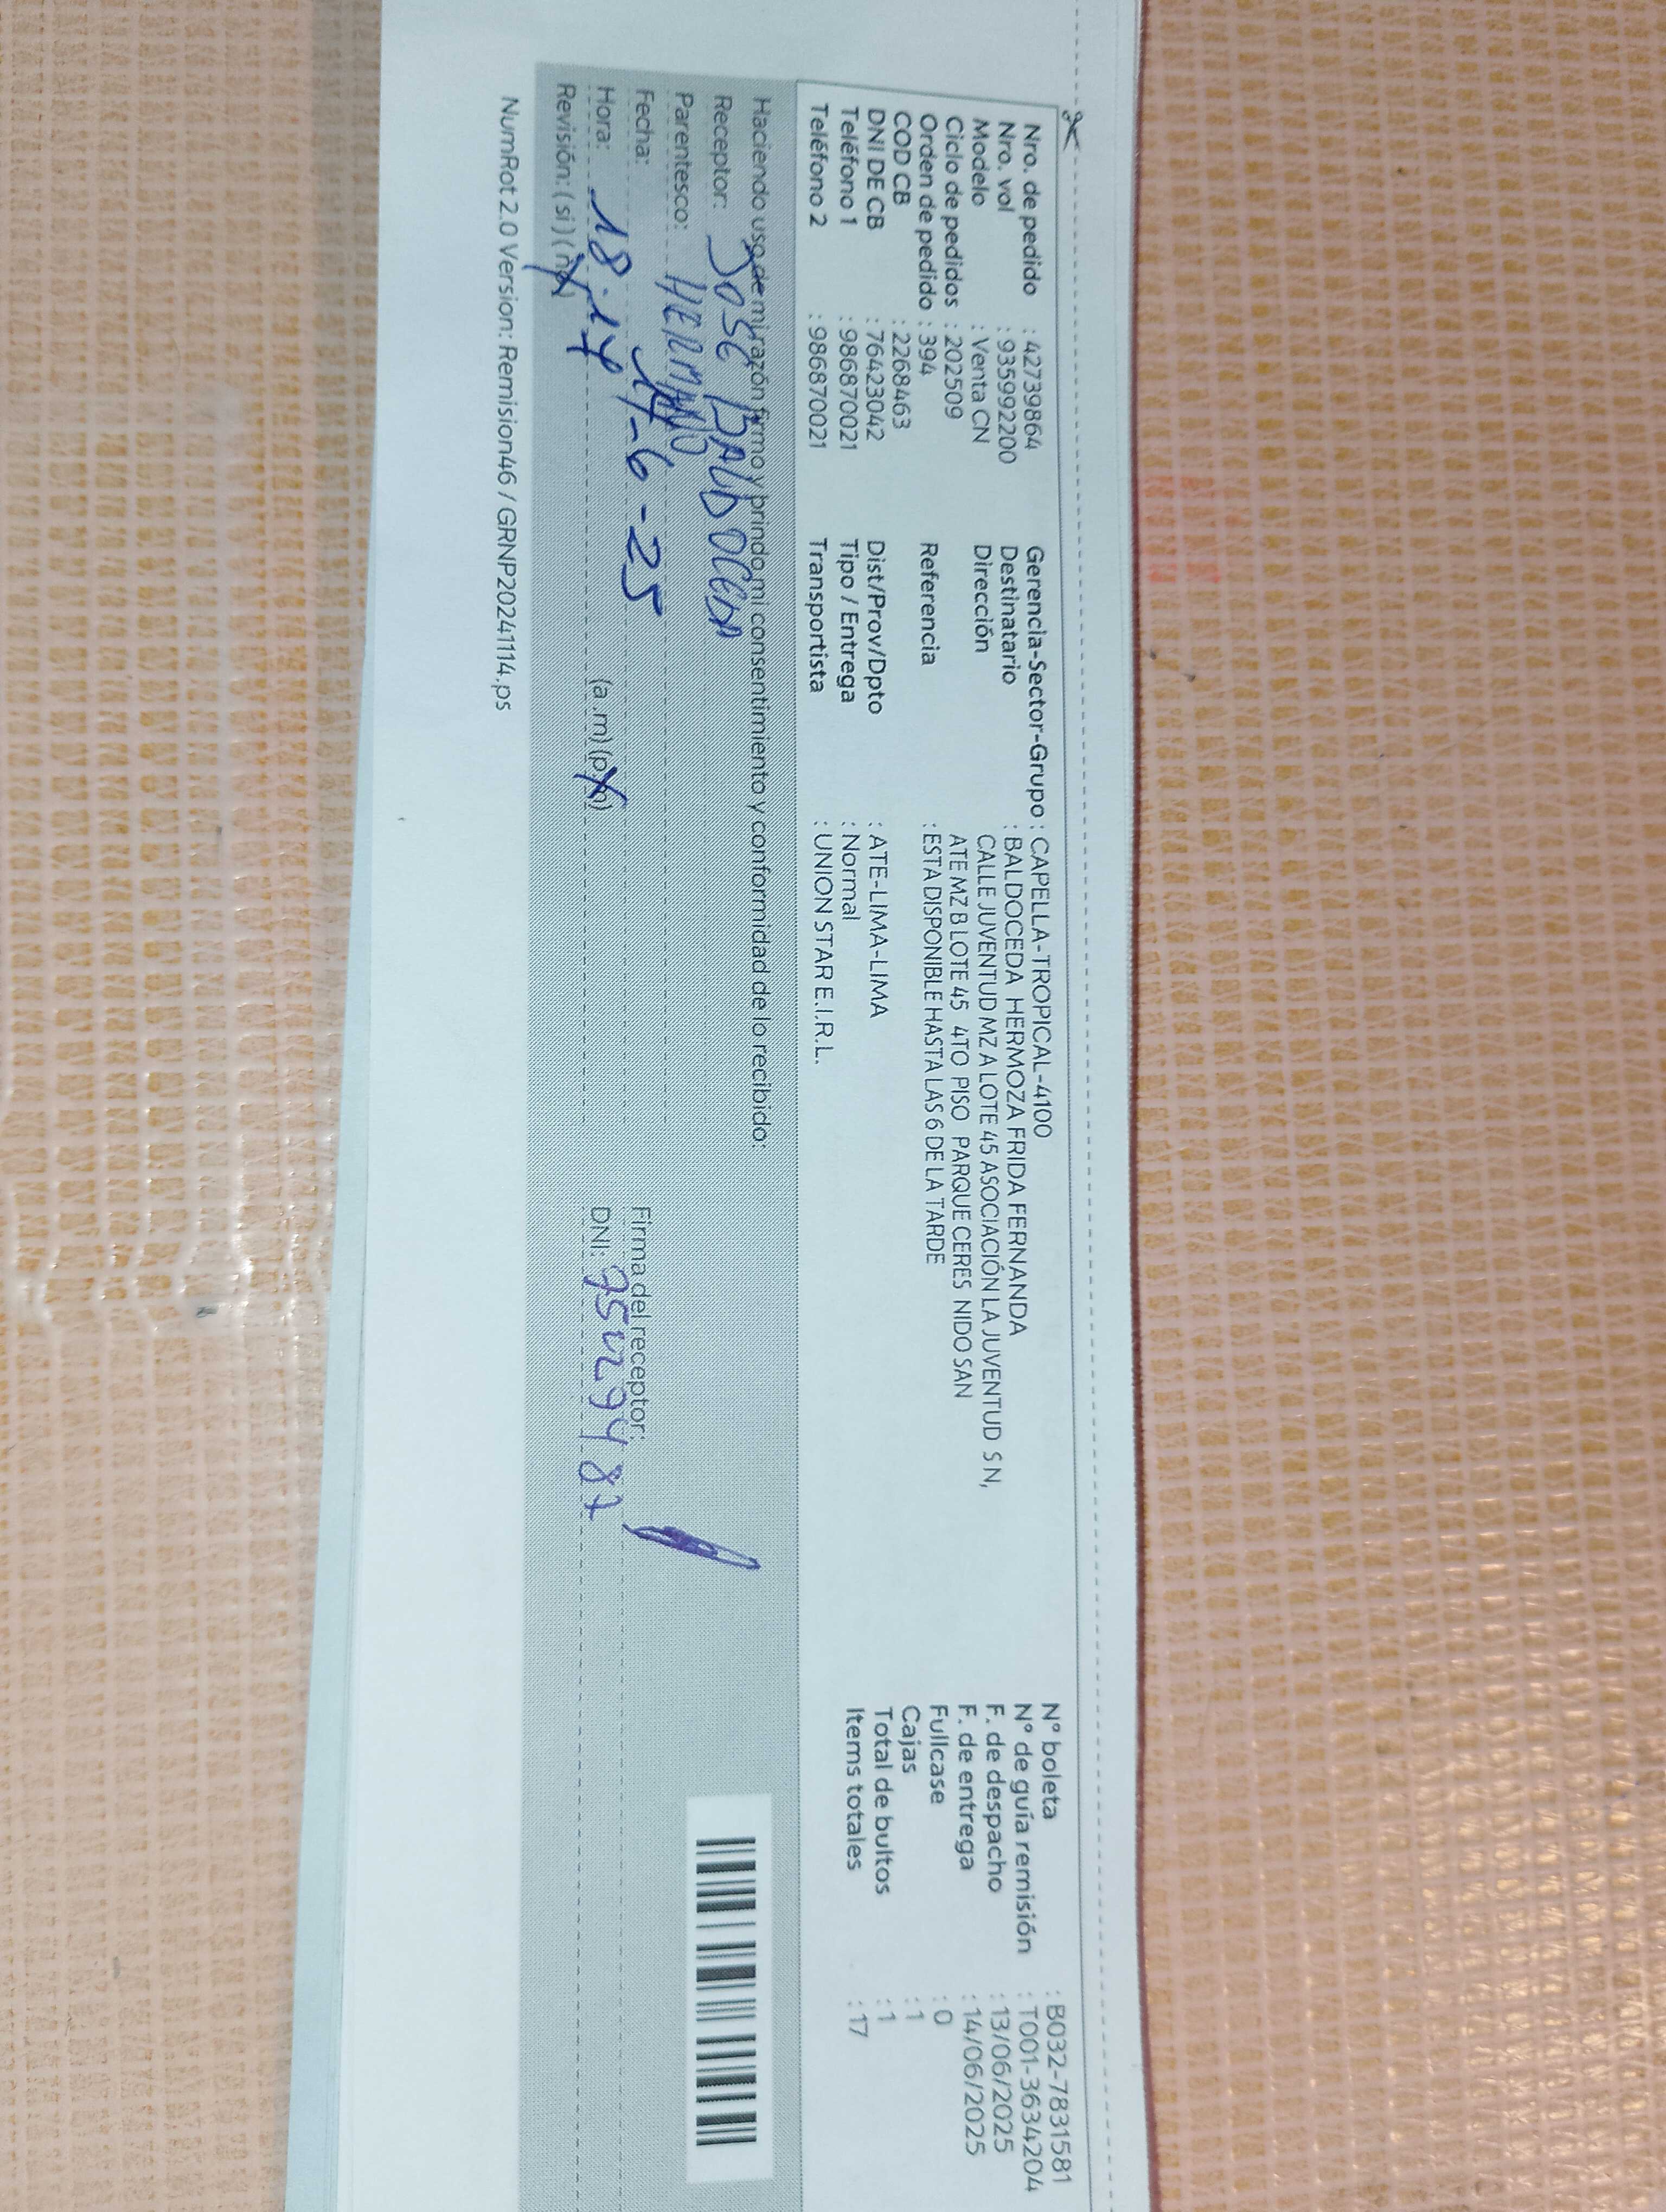 Nro. de pedido : 42739864
Nro. vol : 935992200
Modelo : Venta CN
Ciclo de pedidos : 202509
Orden de pedido : 394
COD CB : 2268463
DNI DE CB : 76423042
Teléfono 1 : 986870021
Teléfono 2 : 986870021
Gerencia-Sector-Grupo : CAPELLA-TROPICAL-4100
Destinatario : BALDOCEDA HERMOZA FRIDA FERNANDA
Dirección CALLE JUVENTUD MZ A LOTE 45 ASOCIACIÓN LA JUVENTUD S N,
ATE MZ B LOTE 45 4TO PISO PARQUE CERES NIDO SAN
Referencia : ESTA DISPONIBLE HASTA LAS 6 DE LA TARDE
Dist/Prov/Dpto : ATE-LIMA-LIMA
Tipo / Entrega : Normal
Transportista : UNION STAR E.I.R.L.
N° boleta : B032-7831581
N° de guía remisión : T001-3634204
F. de despacho : 13/06/2025
F. de entrega : 14/06/2025
Fullcase : 0
Cajas : 1
Total de bultos : 1
Items totales : 17
Haciendo uso de mi razón firmo y brindo mi consentimiento y conformidad de lo recibido:
Receptor: JOSE BALDOCEDA
Parentesco: HERMANO
Fecha: 14-6-25
Hora: 18:17 (a.m) (p.m)
Revisión: (si) (no)
Firma del receptor:
DNI:
NumRot 2.0 Version: Remision46 / GRNP20241114.ps